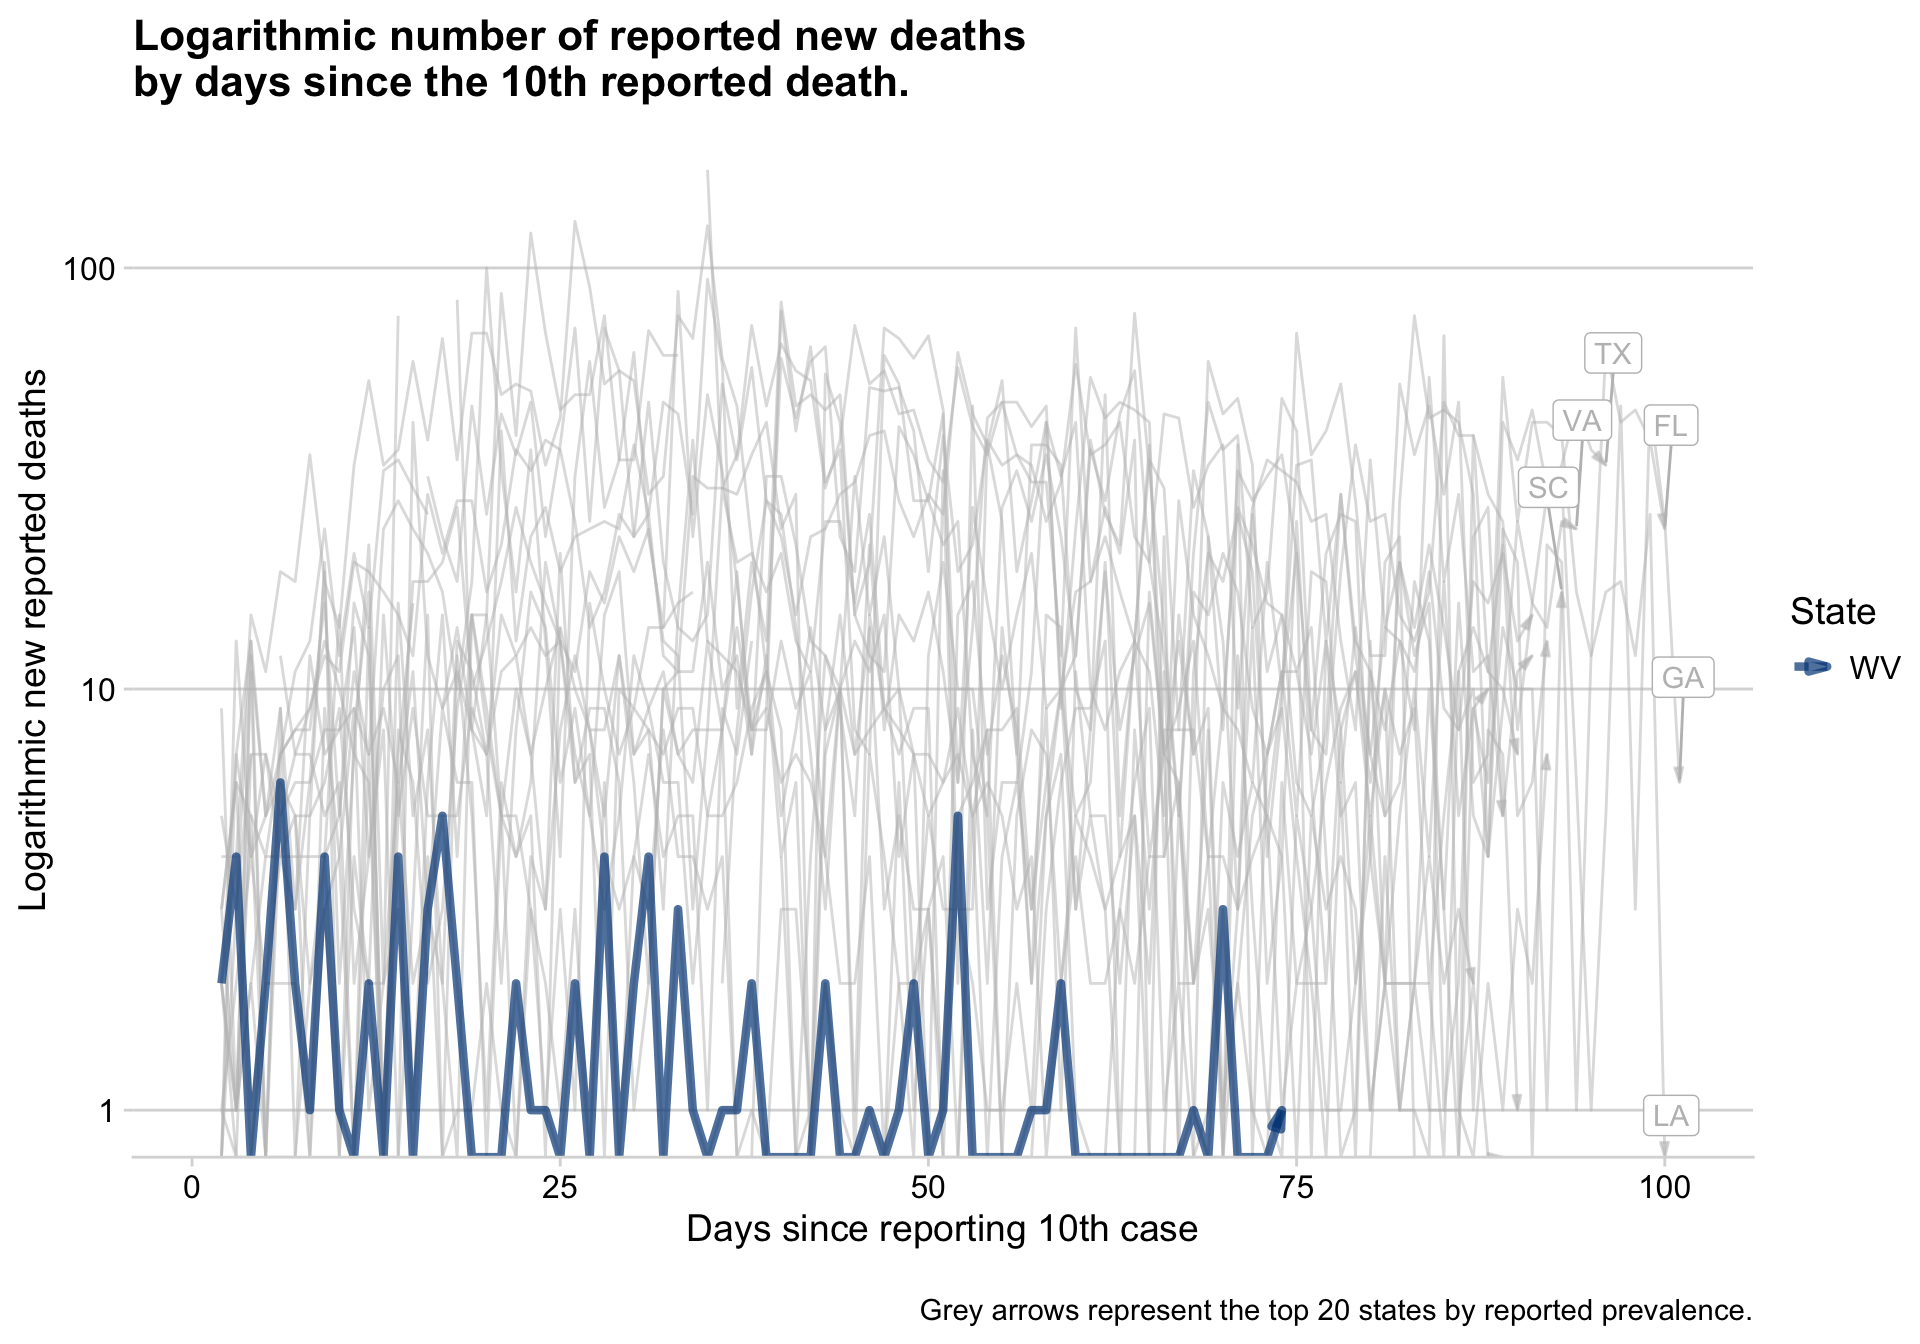 Logarithmic number of reported new deaths
by days since the 10th reported death.
Logarithmic new reported deaths
100
10
1
TX
VA
FL
SC
GA
LA
State
WV
0
25
50
75
100
Days since reporting 10th case
Grey arrows represent the top 20 states by reported prevalence.